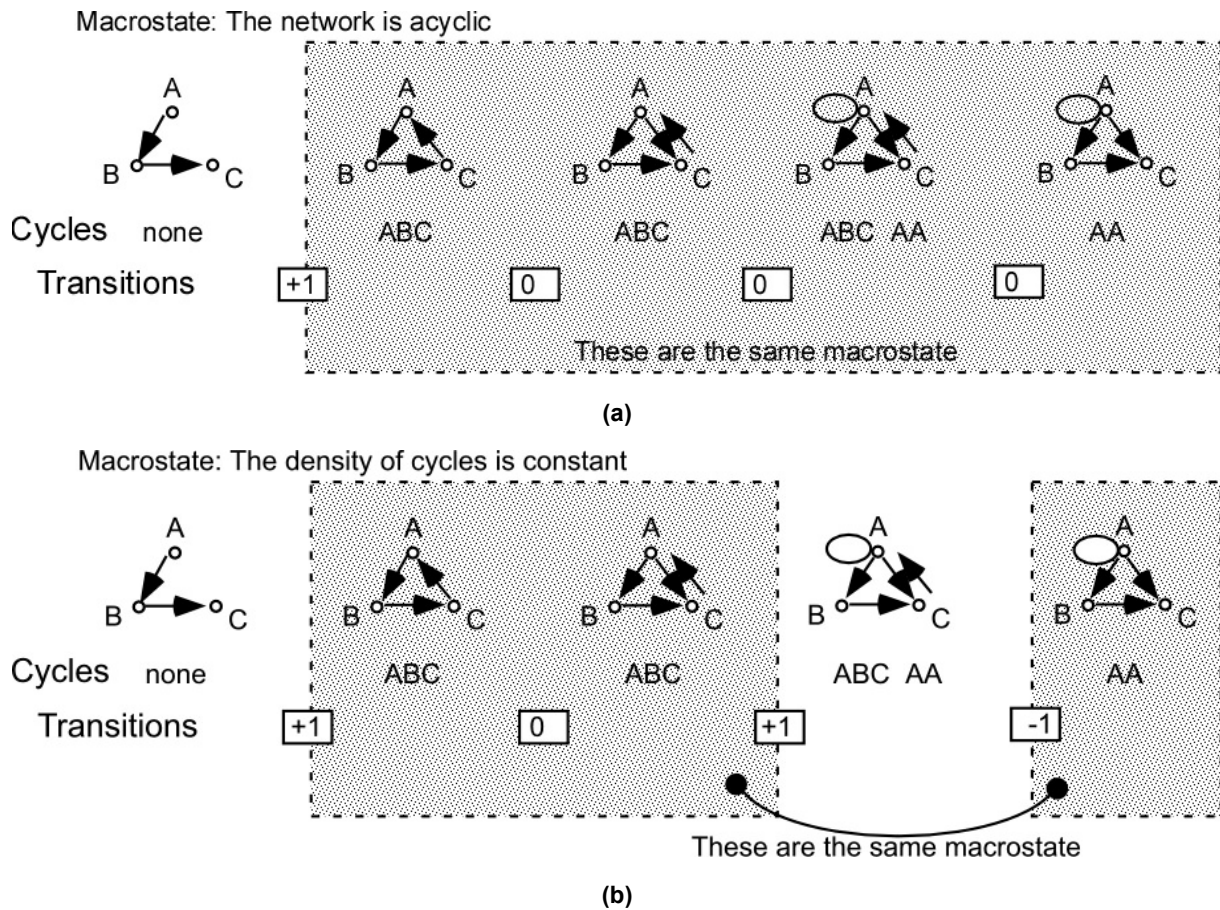 Macrostate: The network is acyclic
A A A A A
B C B C B C B C B C
Cycles none ABC ABC ABC AA AA
Transitions +1 0 0 0
These are the same macrostate
(a)
Macrostate: The density of cycles is constant
A A A A A
B C B C B C B C B C
Cycles none ABC ABC ABC AA AA
Transitions +1 0 +1 -1
These are the same macrostate
(b)